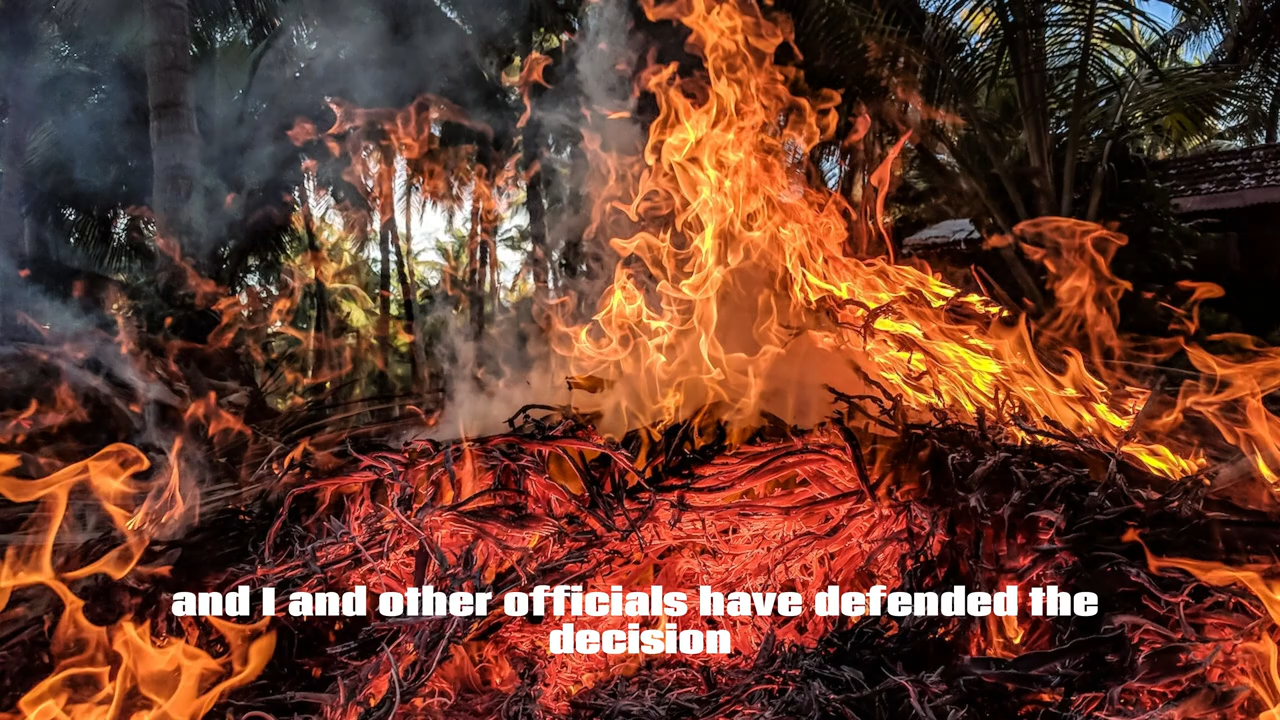 and I and other officials have defended the
decision